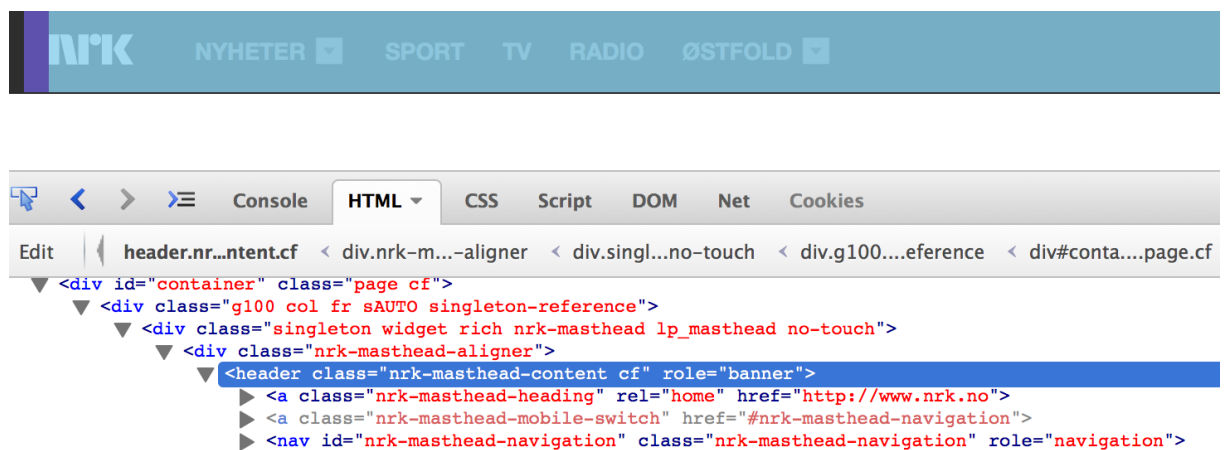 nrk NYHETER SPORT TV RADIO ØSTFOLD
Console HTML CSS Script DOM Net Cookies
Edit header.nr...ntent.cf < div.nrk-m...-aligner < div.singl...no-touch < div.g100....eference < div#conta....page.cf
<div id="container" class="page cf">
<div class="g100 col fr sAUTO singleton-reference">
<div class="singleton widget rich nrk-masthead lp_masthead no-touch">
<div class="nrk-masthead-aligner">
<header class="nrk-masthead-content cf" role="banner">
<a class="nrk-masthead-heading" rel="home" href="http://www.nrk.no">
<a class="nrk-masthead-mobile-switch" href="#nrk-masthead-navigation">
<nav id="nrk-masthead-navigation" class="nrk-masthead-navigation" role="navigation">